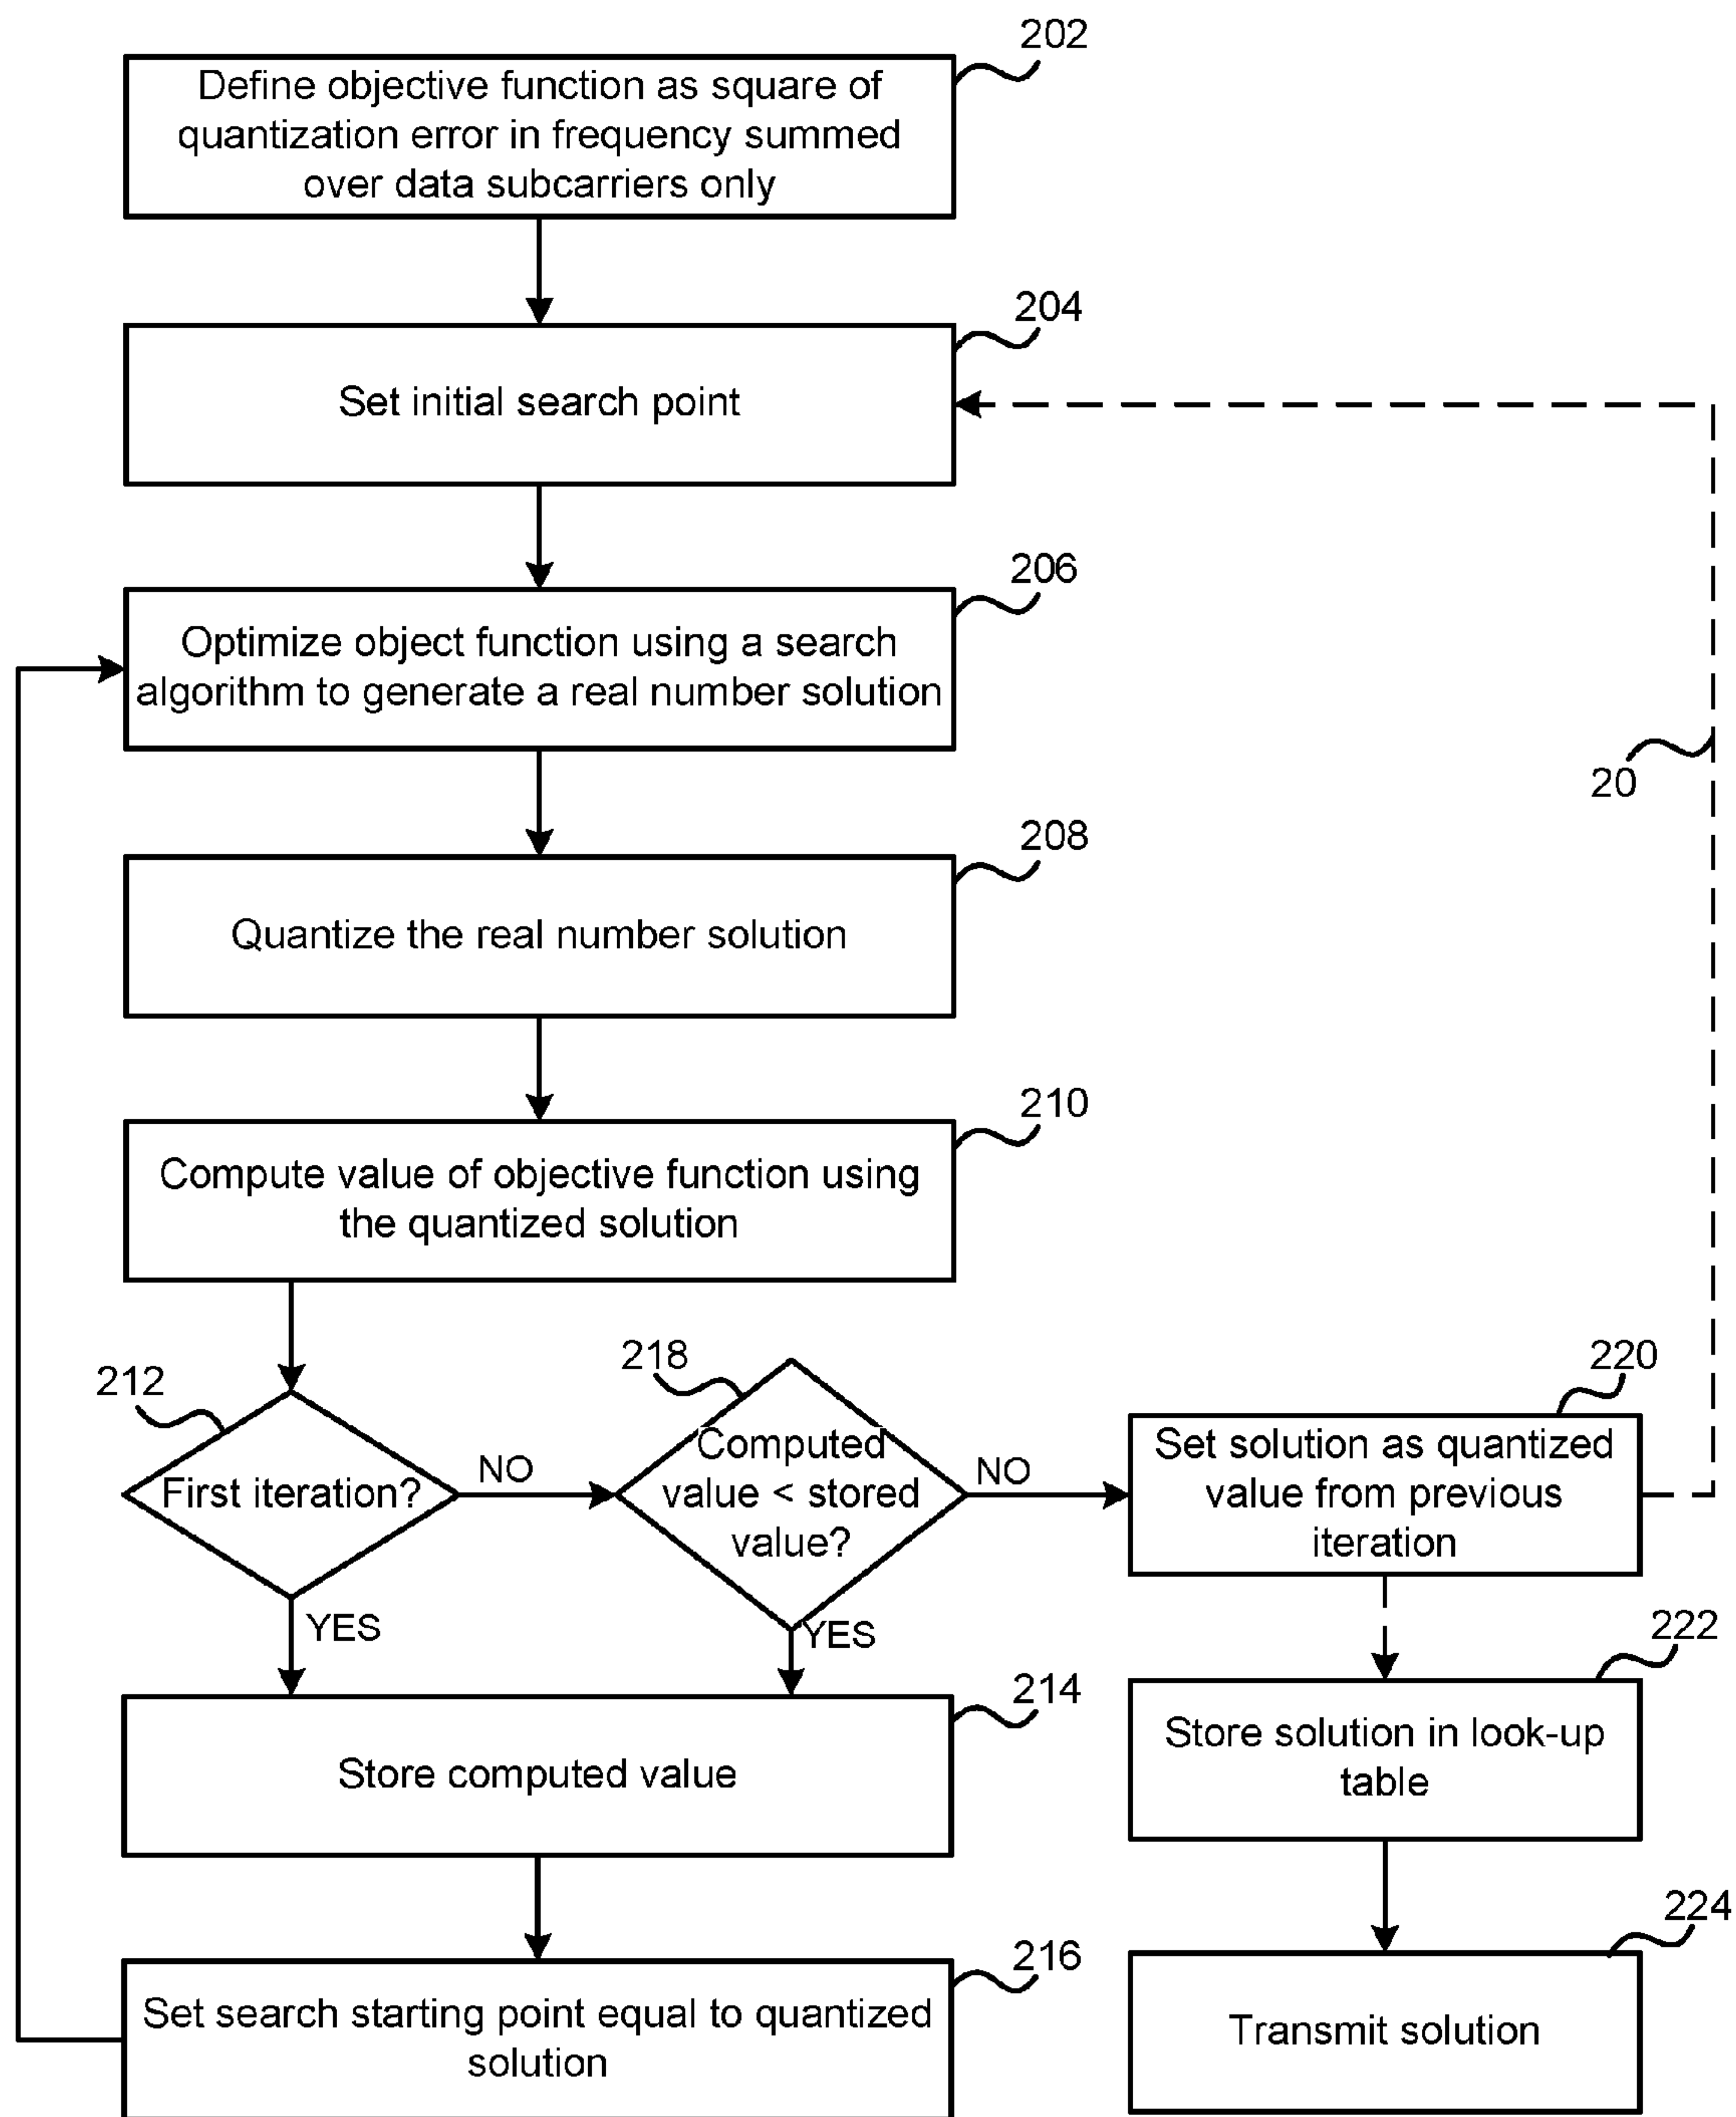 202
Define objective function as square of
quantization error in frequency summed
over data subcarriers only
204
Set initial search point
206
Optimize object function using a search
algorithm to generate a real number solution
20
208
Quantize the real number solution
210
Compute value of objective function using
the quantized solution
212
First iteration?
NO
YES
218
Computed
value < stored
value?
NO
YES
220
Set solution as quantized
value from previous
iteration
214
Store computed value
222
Store solution in look-up
table
216
Set search starting point equal to quantized
solution
224
Transmit solution